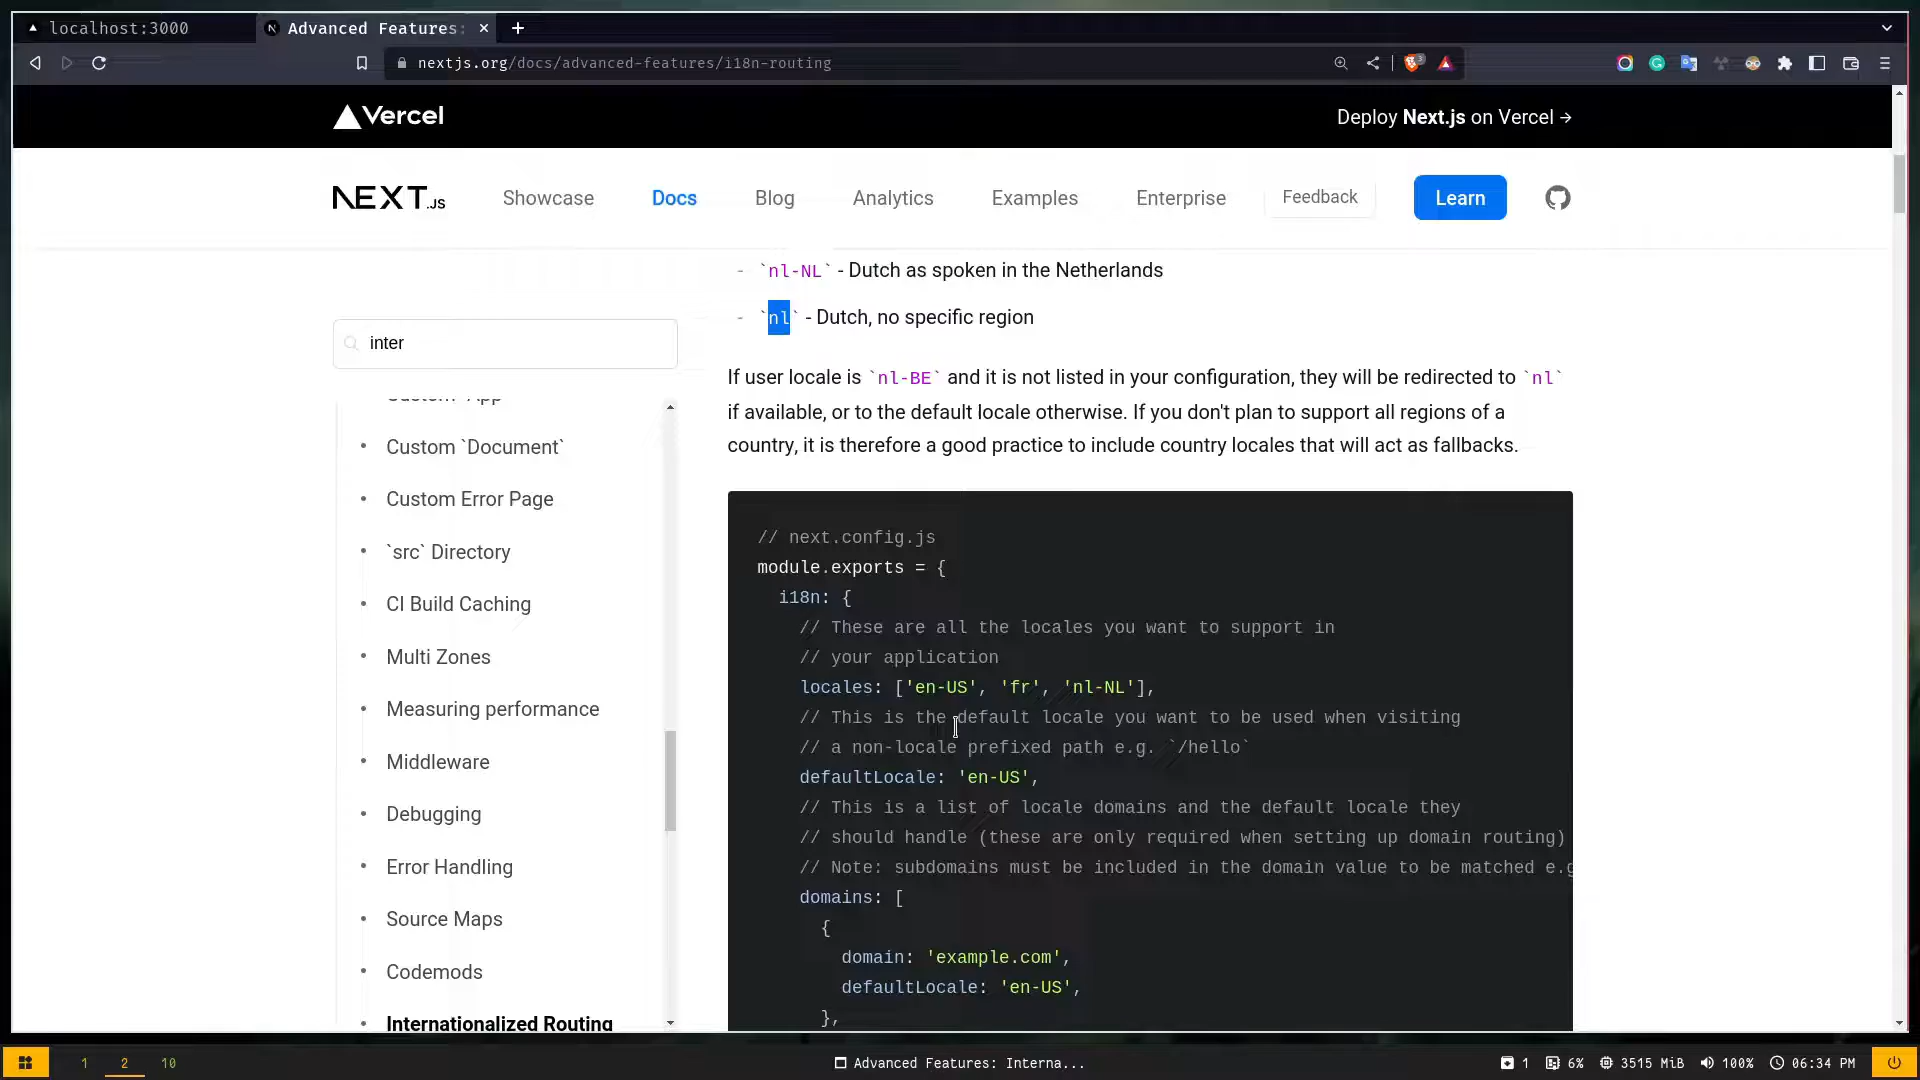 localhost:3000
Advanced Features:
nextjs.org/docs/advanced-features/i18n-routing
3
Vercel
Deploy Next.js on Vercel →
NEXT.JS
Showcase
Docs
Blog
Analytics
Examples
Enterprise
Feedback
Learn
- `nl-NL` - Dutch as spoken in the Netherlands
- `nl` - Dutch, no specific region
inter
If user locale is `nl-BE` and it is not listed in your configuration, they will be redirected to `nl`
if available, or to the default locale otherwise. If you don't plan to support all regions of a
country, it is therefore a good practice to include country locales that will act as fallbacks.
Custom `App`
• Custom `Document`
• Custom Error Page
• `src` Directory
• CI Build Caching
• Multi Zones
• Measuring performance
• Middleware
• Debugging
• Error Handling
• Source Maps
• Codemods
• Internationalized Routing
// next.config.js
module.exports = {
i18n: {
// These are all the locales you want to support in
// your application
locales: ['en-US', 'fr', 'nl-NL'],
// This is the default locale you want to be used when visiting
// a non-locale prefixed path e.g. `/hello`
defaultLocale: 'en-US',
// This is a list of locale domains and the default locale they
// should handle (these are only required when setting up domain routing)
// Note: subdomains must be included in the domain value to be matched e.g
domains: [
{
domain: 'example.com',
defaultLocale: 'en-US',
},
1
2
10
Advanced Features: Interna...
1
6%
3515 MiB
100%
06:34 PM